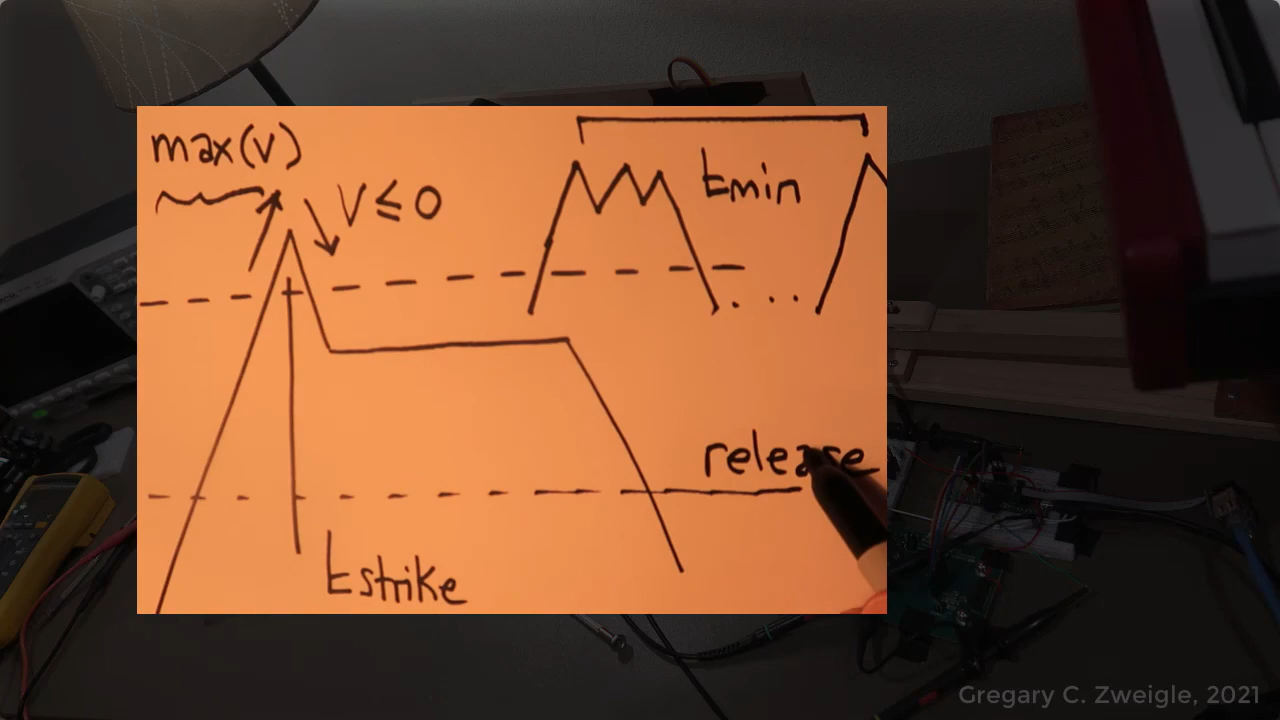 max(v)
V ≤ 0
tmin
release
tstrike
Gregary C. Zweigle, 2021